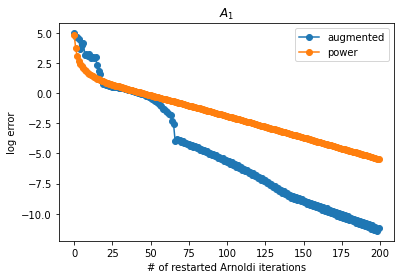 A₁
augmented
power
log error
5.0
2.5
0.0
−2.5
−5.0
−7.5
−10.0
0 25 50 75 100 125 150 175 200
# of restarted Arnoldi iterations